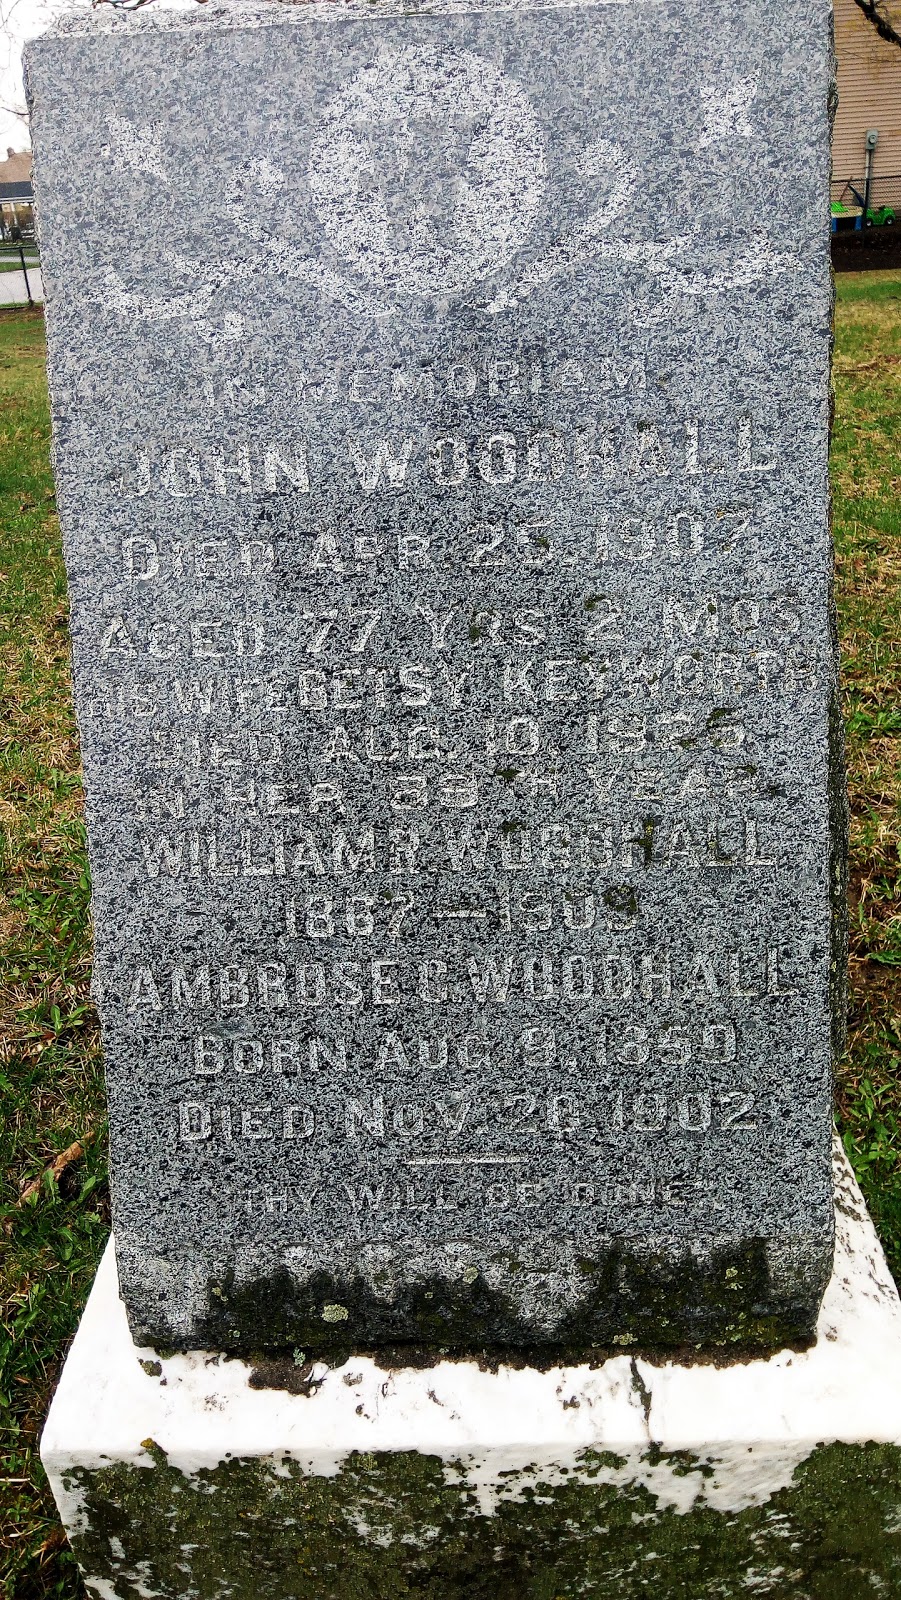 IN MEMORIAM
JOHN WOODHALL
DIED APR. 25, 1907
AGED 77 YRS 2 MOS
HIS WIFE BETSY KEYWORTH
DIED AUG. 10, 1925
IN HER YEAR.
WILLIAM R. WOODHALL
1867—1909
AMBROSE C. WOODHALL
BORN AUG. 9, 1859
DIED NOV. 20, 1902
"THY WILL BE DONE"